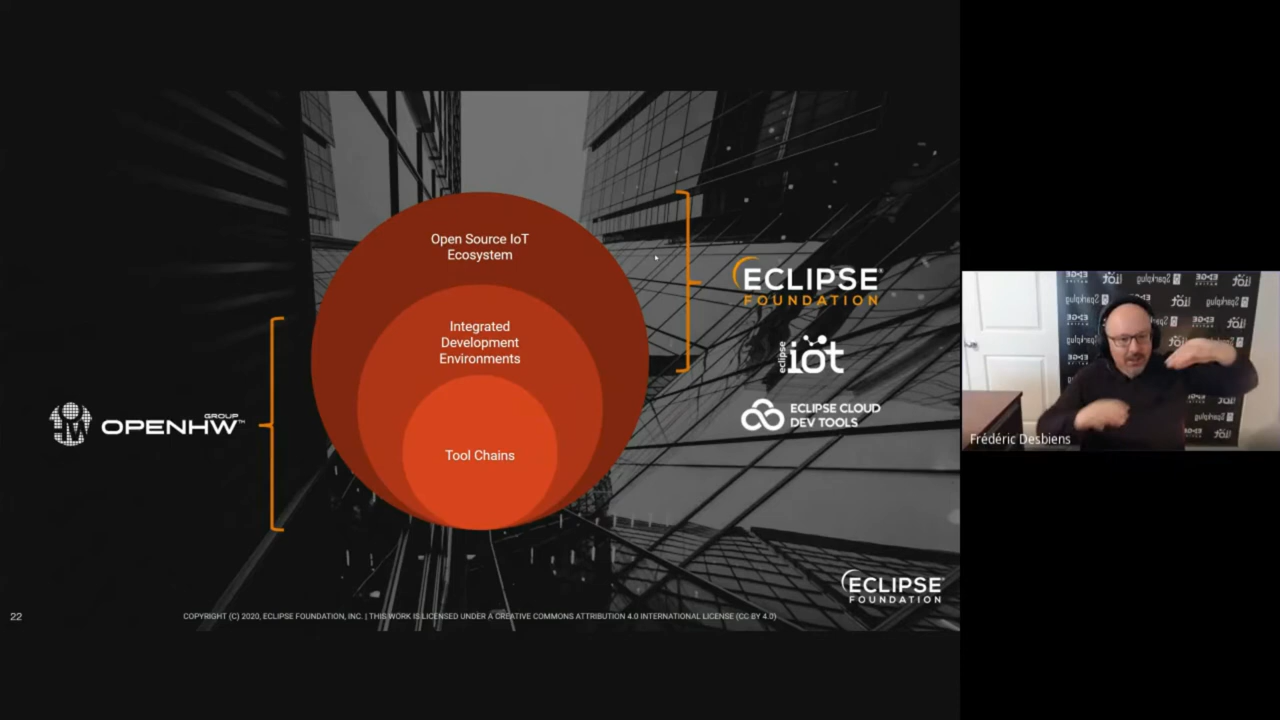 Open Source IoT
Ecosystem
Integrated
Development
Environments
Tool Chains
OPENHW
GROUP™
ECLIPSE®
FOUNDATION
eclipse
iot
ECLIPSE CLOUD
DEV TOOLS
ECLIPSE®
FOUNDATION
22
COPYRIGHT (C) 2020, ECLIPSE FOUNDATION, INC. | THIS WORK IS LICENSED UNDER A CREATIVE COMMONS ATTRIBUTION 4.0 INTERNATIONAL LICENSE (CC BY 4.0)
Frédéric Desbiens